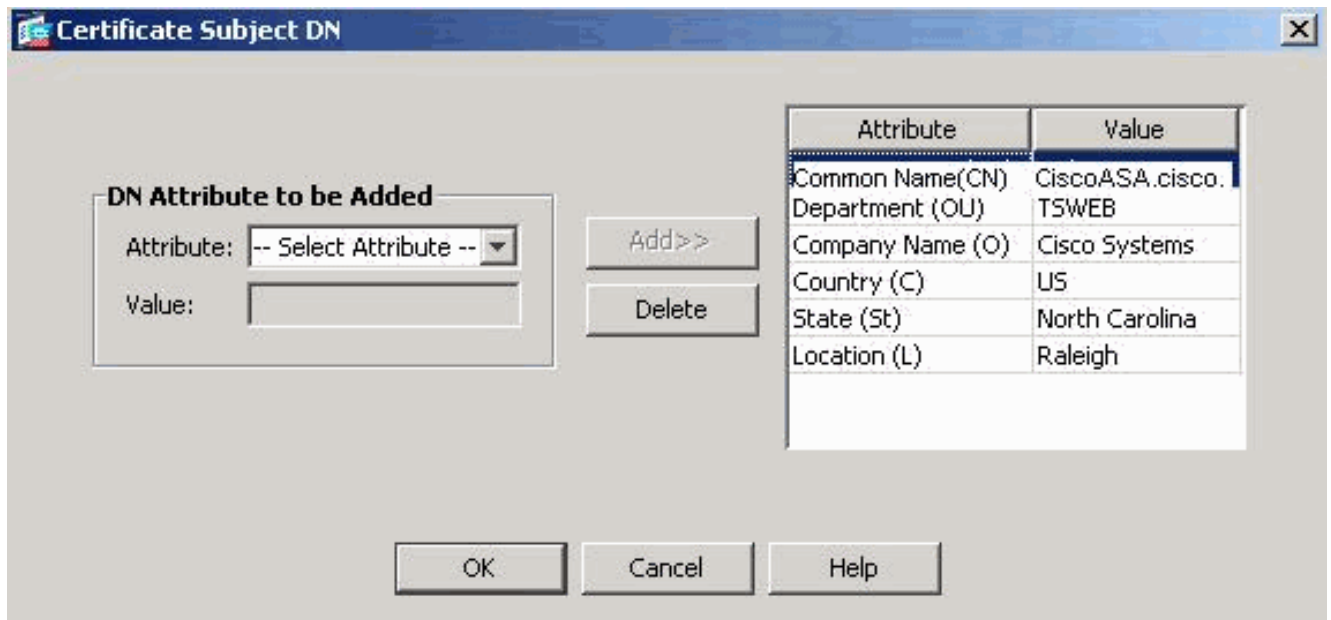 Certificate Subject DN
DN Attribute to be Added
Attribute: -- Select Attribute --
Value:
Add>>
Delete
Attribute Value
Common Name(CN) CiscoASA.cisco.
Department (OU) TSWEB
Company Name (O) Cisco Systems
Country (C) US
State (St) North Carolina
Location (L) Raleigh
OK Cancel Help